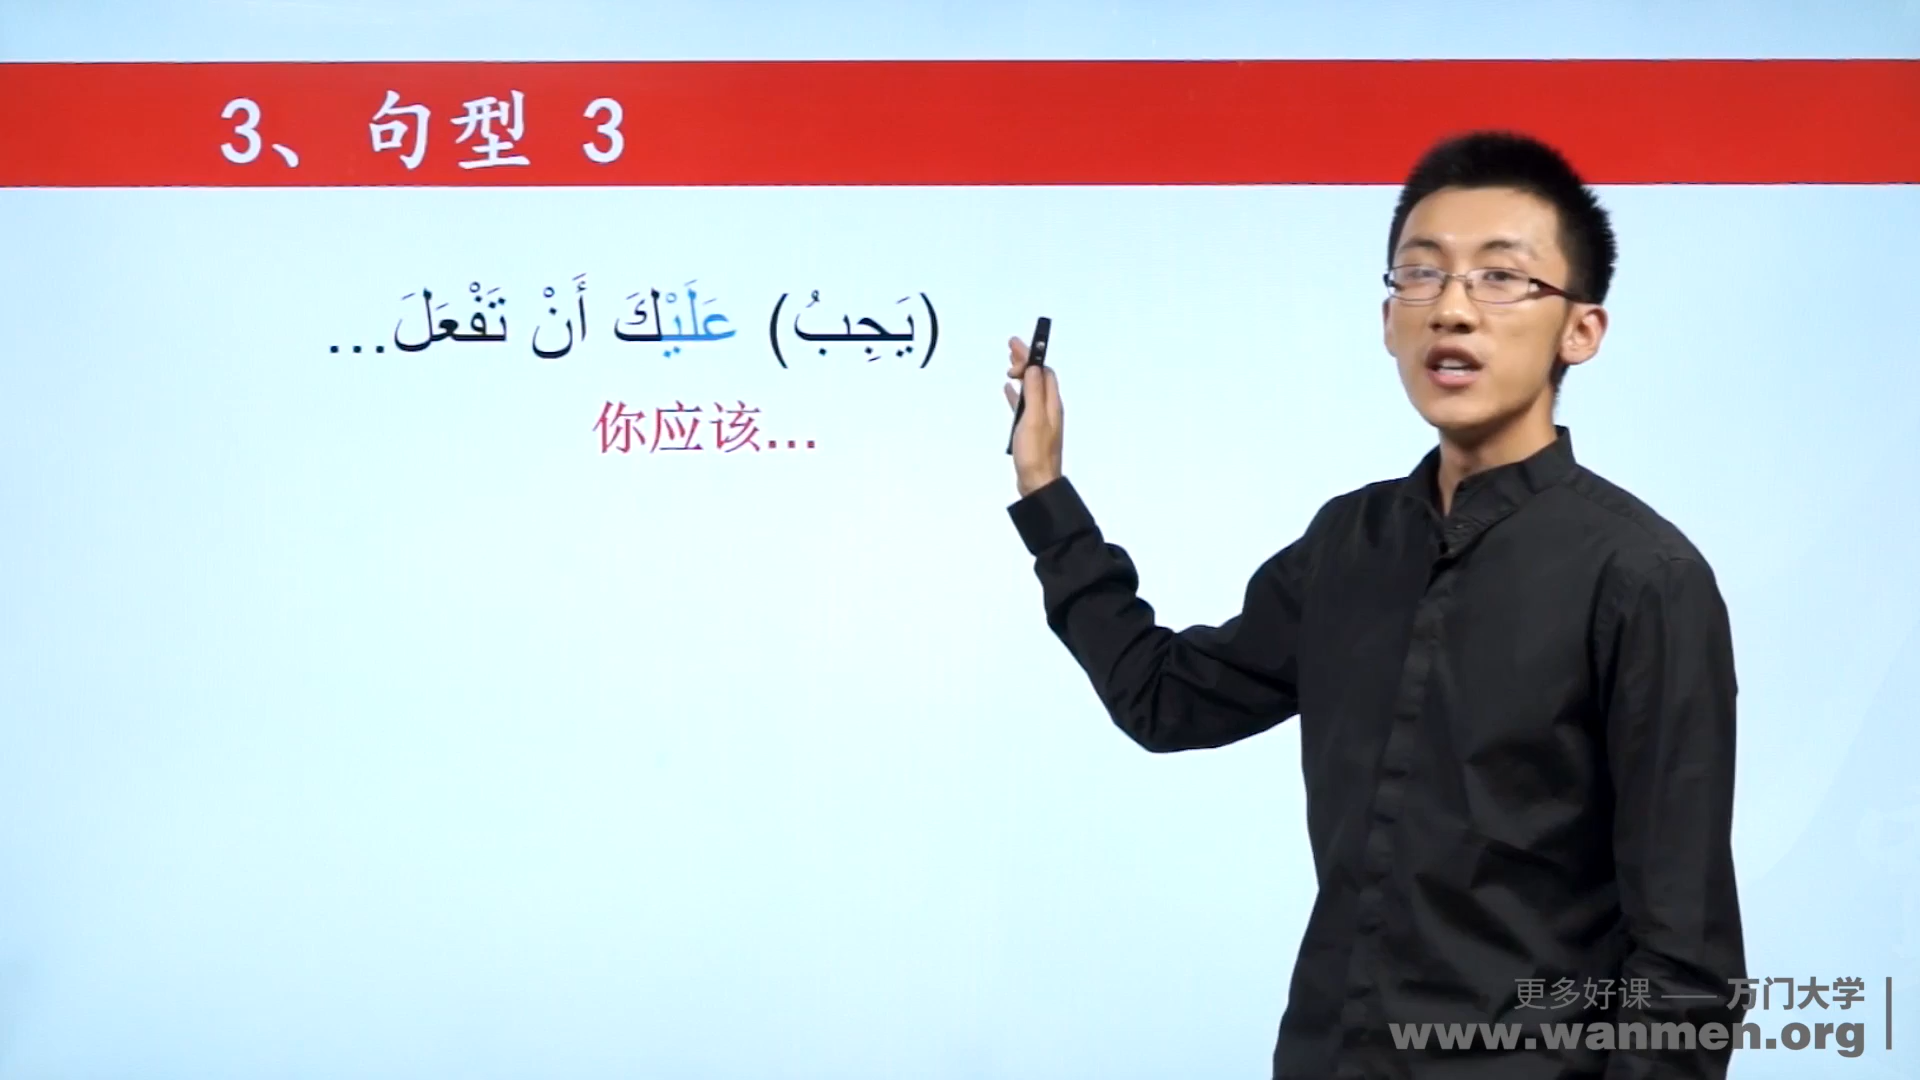 3、句型 3
(يَجِبُ) عَلَيْكَ أَنْ تَفْعَلَ...
你应该...
更多好课 —— 万门大学
www.wanmen.org